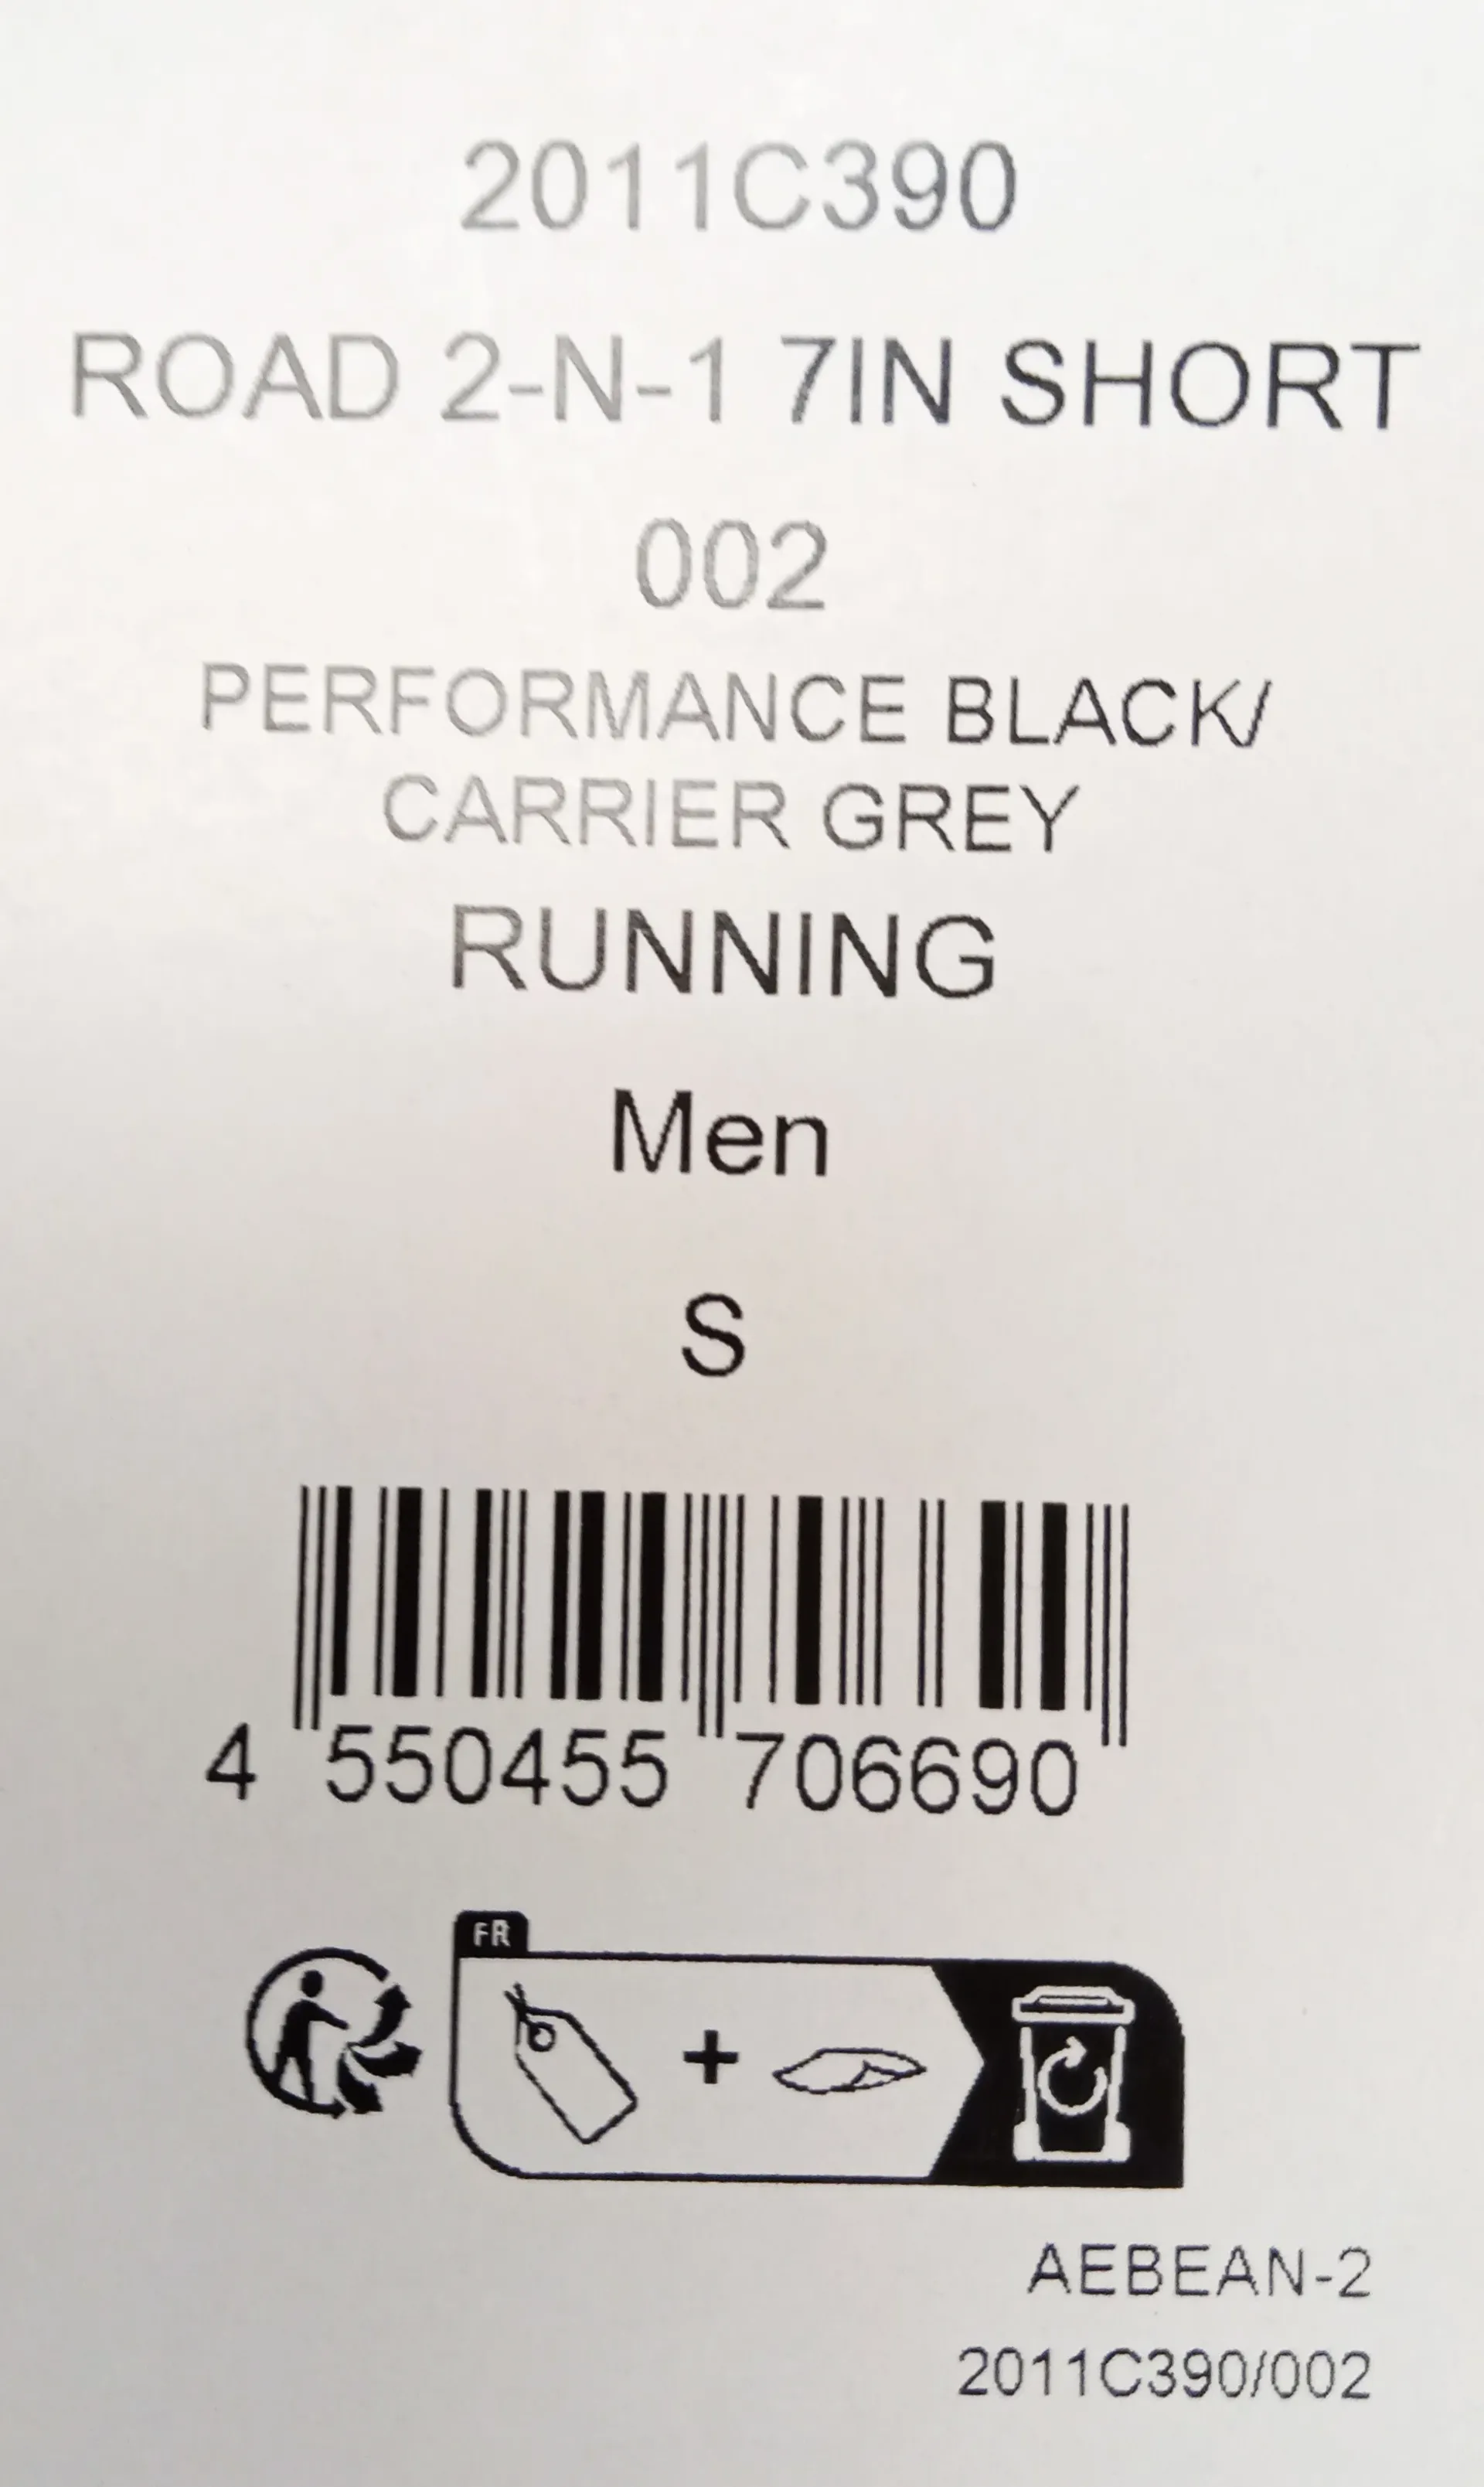 2011C390
ROAD 2-N-1 7IN SHORT
002
PERFORMANCE BLACK/
CARRIER GREY
RUNNING
Men
S
4 550455 706690
FR
+
AEBEAN-2
2011C390/002